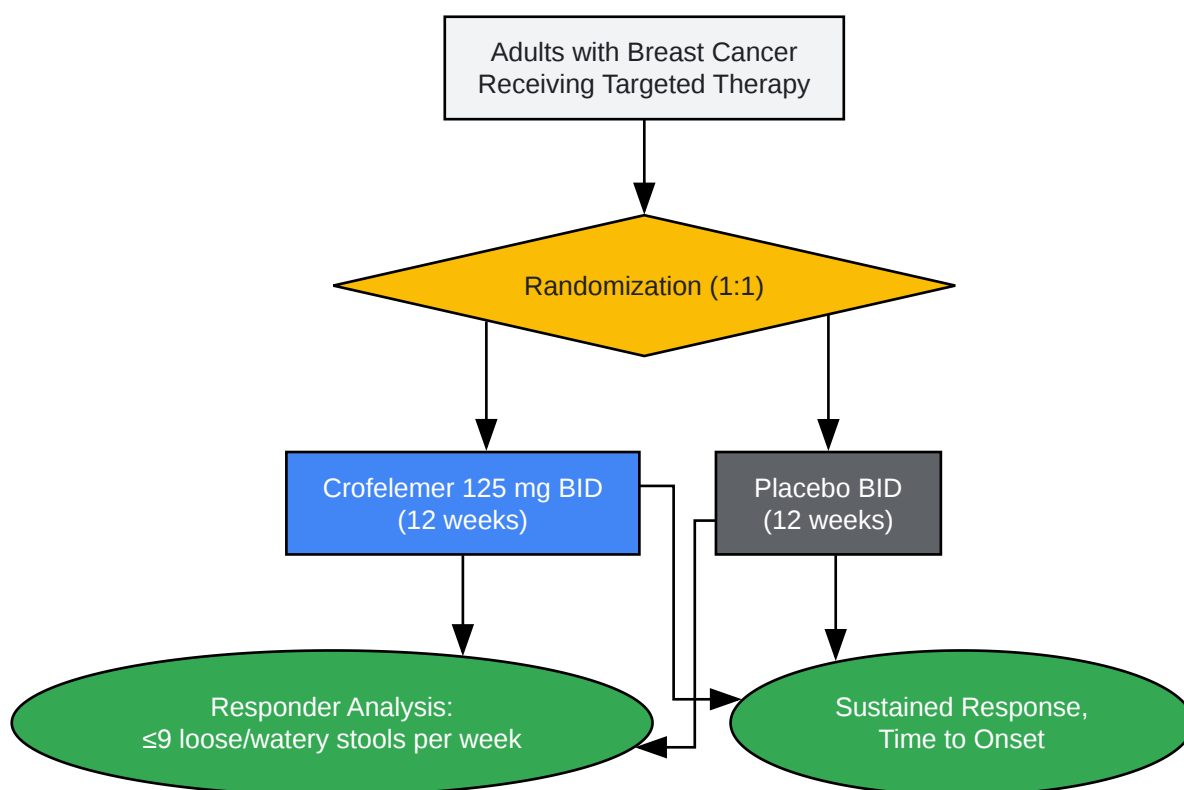 Adults with Breast Cancer
Receiving Targeted Therapy
Randomization (1:1)
Crofelemer 125 mg BID
(12 weeks)
Placebo BID
(12 weeks)
Responder Analysis:
≤9 loose/watery stools per week
Sustained Response,
Time to Onset